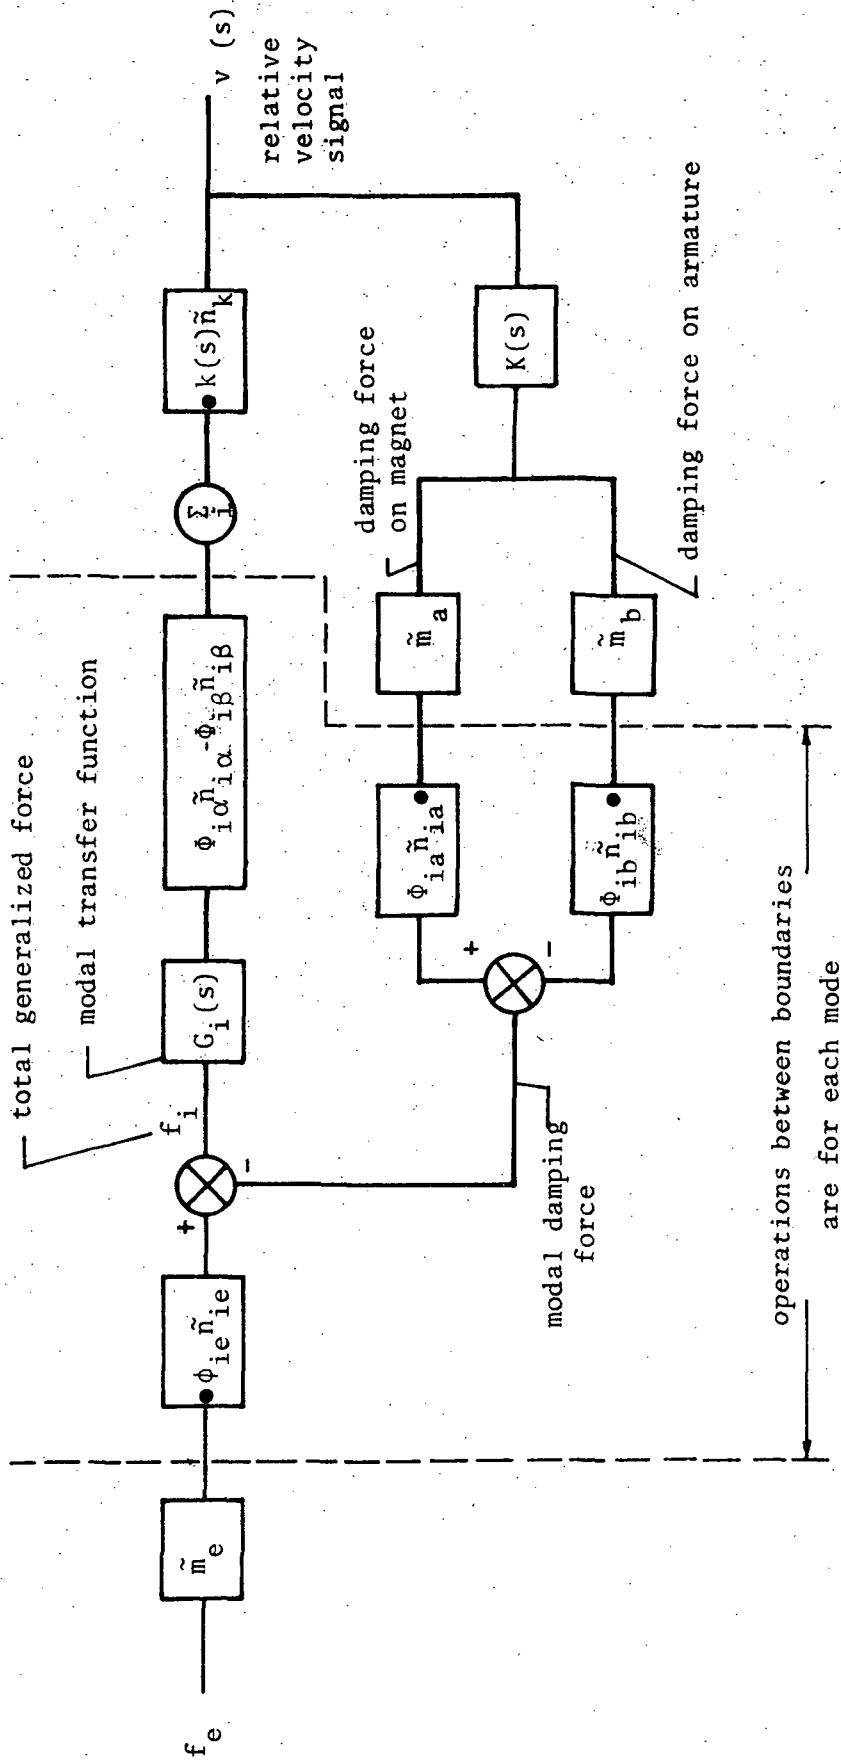 total generalized force
modal transfer function
f_e
m̃_e
ϕ_ie ñ_ie
+
-
f_i
G_i(s)
Φ_iα ñ_iα -Φ_iβ ñ_iβ
Σ_i
k(s)ñ_k
v (s)
relative
velocity
signal
modal damping
force
+
-
Φ_ia ñ_ia
Φ_ib ñ_ib
m̃_a
m̃_b
damping force
on magnet
K(s)
damping force on armature
operations between boundaries
are for each mode